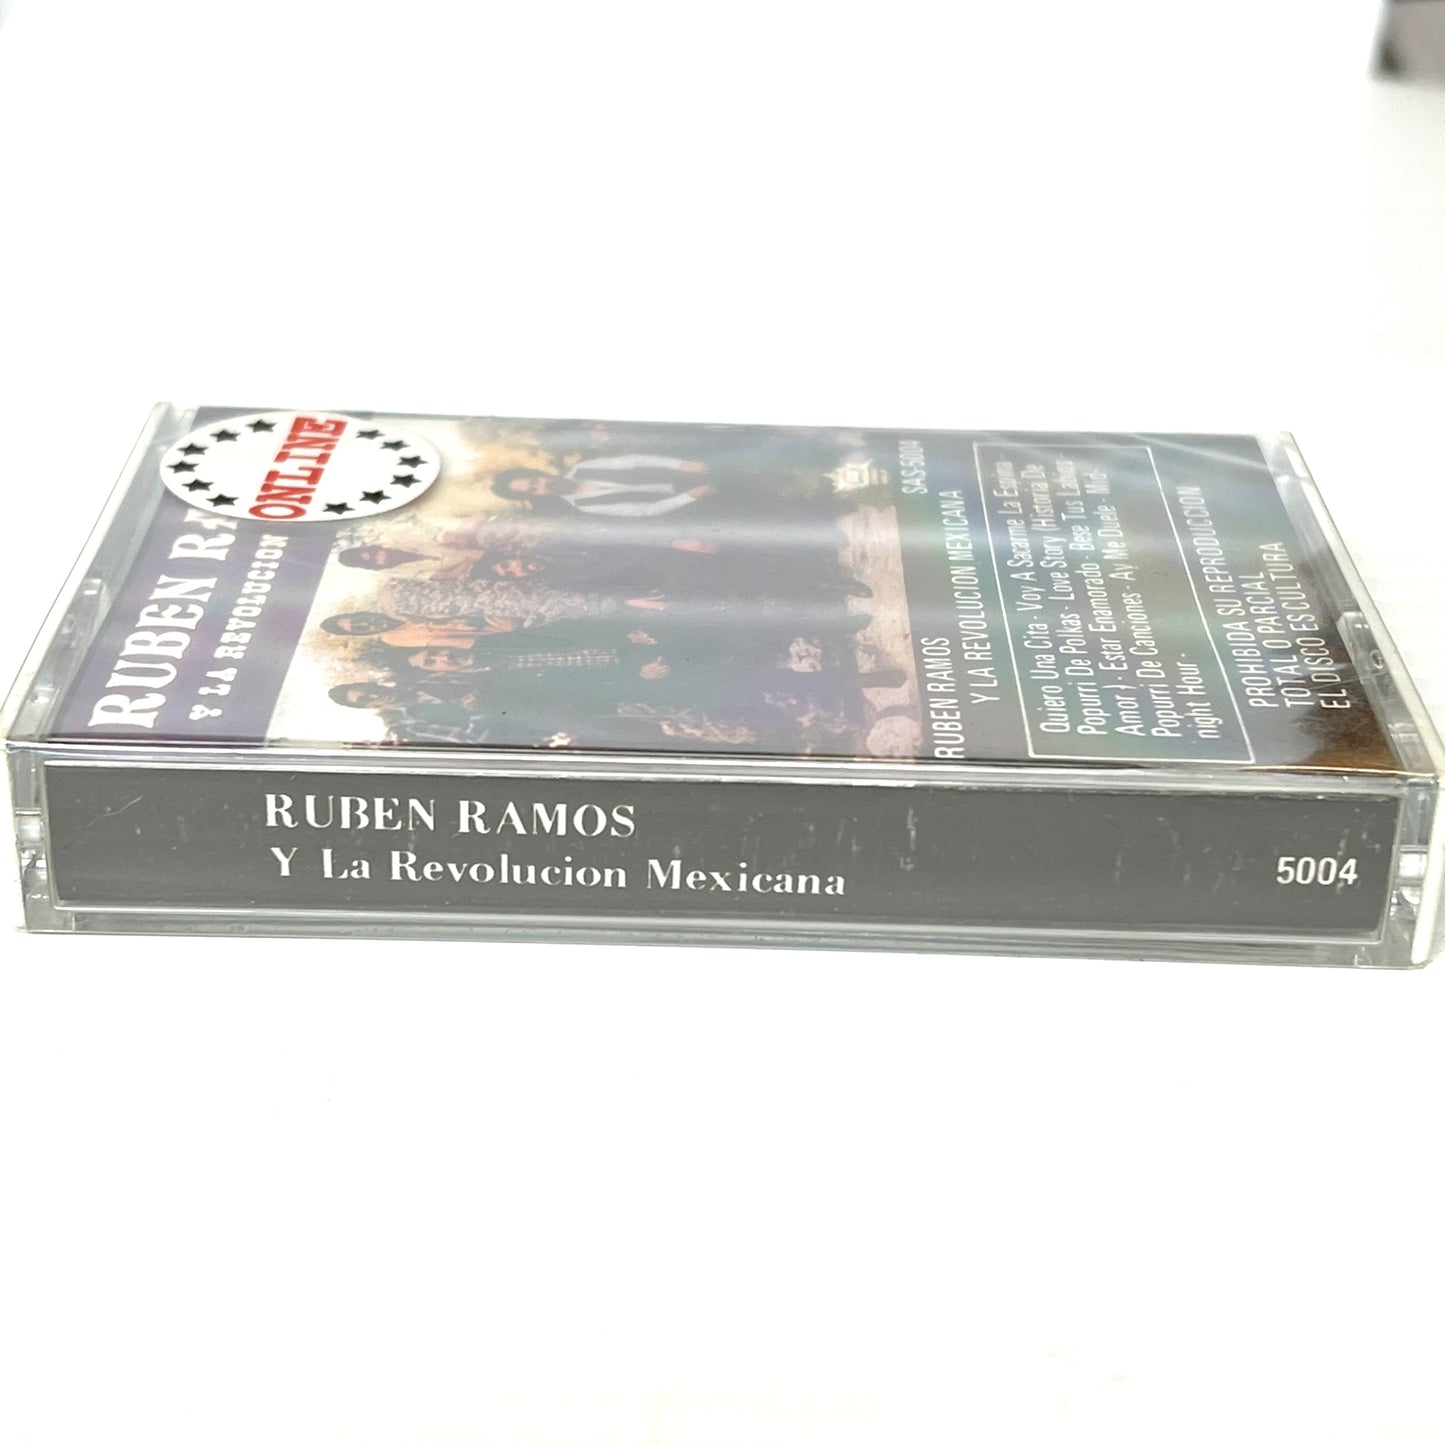 RUBEN RA
Y LA REVOLUCION
ONLINE
SAS-5004
RUBEN RAMOS
Y LA REVOLUCION MEXICANA
Quiero Una Cita - Voy A Sacarme La Espina -
Popurri De Polkas - Love Story (Historia De
Amor ) - Estar Enamorado - Bese Tus Labios -
Popurri De Canciones - Ay Me Duele - Mid-
night Hour -
PROHIBIDA SU REPRODUCCION
TOTAL O PARCIAL
EL DISCO ES CULTURA
RUBEN RAMOS
Y La Revolucion Mexicana
5004